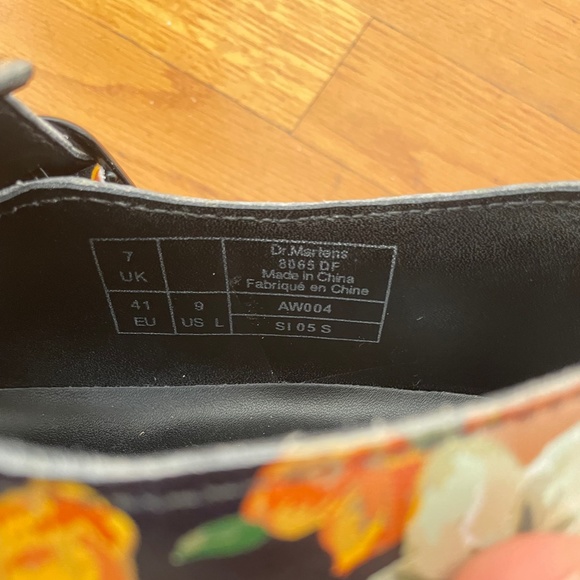 7
UK
41
EU
9
US L
Dr.Martens
8065 DF
Made in China
Fabriqué en Chine
AW004
SI 05 S